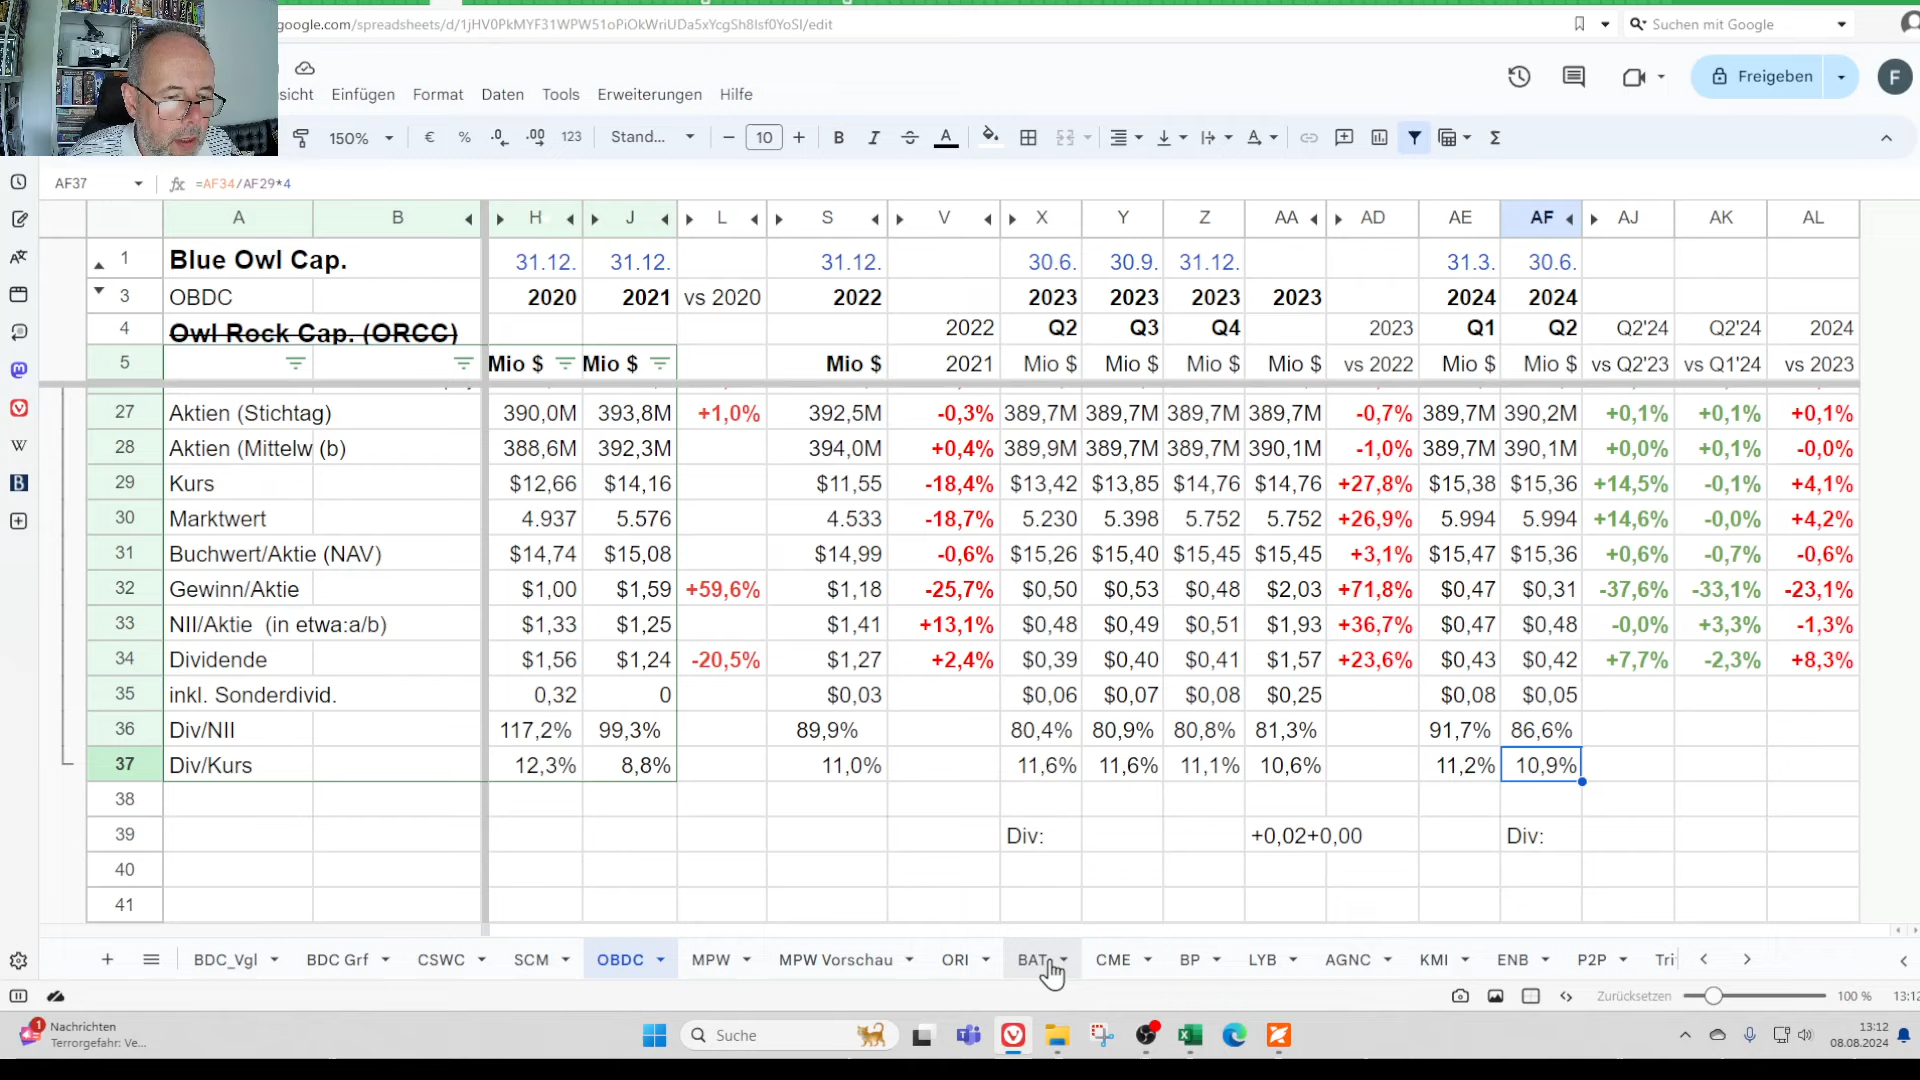 google.com/spreadsheets/d/1jHV0PkMYF31WPW51oPiOkWriUDa5xYcgSh8Isf0YoSI/edit
Suchen mit Google
sicht Einfügen Format Daten Tools Erweiterungen Hilfe
Freigeben F
150% € % .0 .00 123 Stand... 10 B I A
AF37 fx =AF34/AF29*4
A B H J L S V X Y Z AA AD AE AF AJ AK AL
1 Blue Owl Cap. 31.12. 31.12. 31.12. 30.6. 30.9. 31.12. 31.3. 30.6.
3 OBDC 2020 2021 vs 2020 2022 2023 2023 2023 2023 2024 2024
4 Owl Rock Cap. (ORCC) 2022 Q2 Q3 Q4 2023 Q1 Q2 Q2'24 Q2'24 2024
5 Mio $ Mio $ Mio $ 2021 Mio $ Mio $ Mio $ Mio $ vs 2022 Mio $ Mio $ vs Q2'23 vs Q1'24 vs 2023
27 Aktien (Stichtag) 390,0M 393,8M +1,0% 392,5M -0,3% 389,7M 389,7M 389,7M 389,7M -0,7% 389,7M 390,2M +0,1% +0,1% +0,1%
28 Aktien (Mittelw (b) 388,6M 392,3M 394,0M +0,4% 389,9M 389,7M 389,7M 390,1M -1,0% 389,7M 390,1M +0,0% +0,1% -0,0%
29 Kurs $12,66 $14,16 $11,55 -18,4% $13,42 $13,85 $14,76 $14,76 +27,8% $15,38 $15,36 +14,5% -0,1% +4,1%
30 Marktwert 4.937 5.576 4.533 -18,7% 5.230 5.398 5.752 5.752 +26,9% 5.994 5.994 +14,6% -0,0% +4,2%
31 Buchwert/Aktie (NAV) $14,74 $15,08 $14,99 -0,6% $15,26 $15,40 $15,45 $15,45 +3,1% $15,47 $15,36 +0,6% -0,7% -0,6%
32 Gewinn/Aktie $1,00 $1,59 +59,6% $1,18 -25,7% $0,50 $0,53 $0,48 $2,03 +71,8% $0,47 $0,31 -37,6% -33,1% -23,1%
33 NII/Aktie (in etwa:a/b) $1,33 $1,25 $1,41 +13,1% $0,48 $0,49 $0,51 $1,93 +36,7% $0,47 $0,48 -0,0% +3,3% -1,3%
34 Dividende $1,56 $1,24 -20,5% $1,27 +2,4% $0,39 $0,40 $0,41 $1,57 +23,6% $0,43 $0,42 +7,7% -2,3% +8,3%
35 inkl. Sonderdivid. 0,32 0 $0,03 $0,06 $0,07 $0,08 $0,25 $0,08 $0,05
36 Div/NII 117,2% 99,3% 89,9% 80,4% 80,9% 80,8% 81,3% 91,7% 86,6%
37 Div/Kurs 12,3% 8,8% 11,0% 11,6% 11,6% 11,1% 10,6% 11,2% 10,9%
38
39 Div: +0,02+0,00 Div:
40
41
BDC_Vgl BDC Grf CSWC SCM OBDC MPW MPW Vorschau ORI BAT CME BP LYB AGNC KMI ENB P2P Tri
Zurücksetzen 100 % 13:12
1 Nachrichten
Terrorgefahr: Ve...
Suche
13:12
08.08.2024